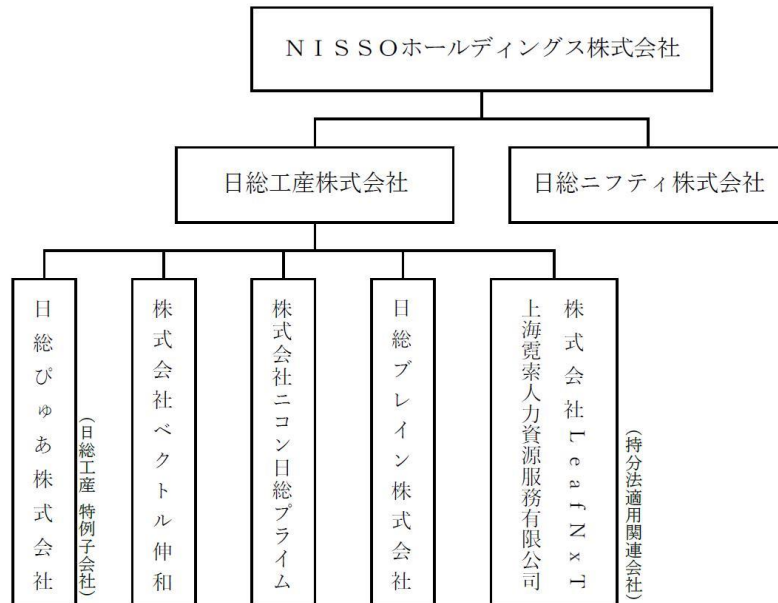 NISSOホールディングス株式会社
日総工産株式会社
日総ニフティ株式会社
日総ぴゅあ株式会社
(日総工産 特例子会社)
株式会社ベクトル伸和
株式会社ニコン日総プライム
日総ブレイン株式会社
株式会社LeafNxT
上海霓索人力資源服務有限公司
(持分法適用関連会社)